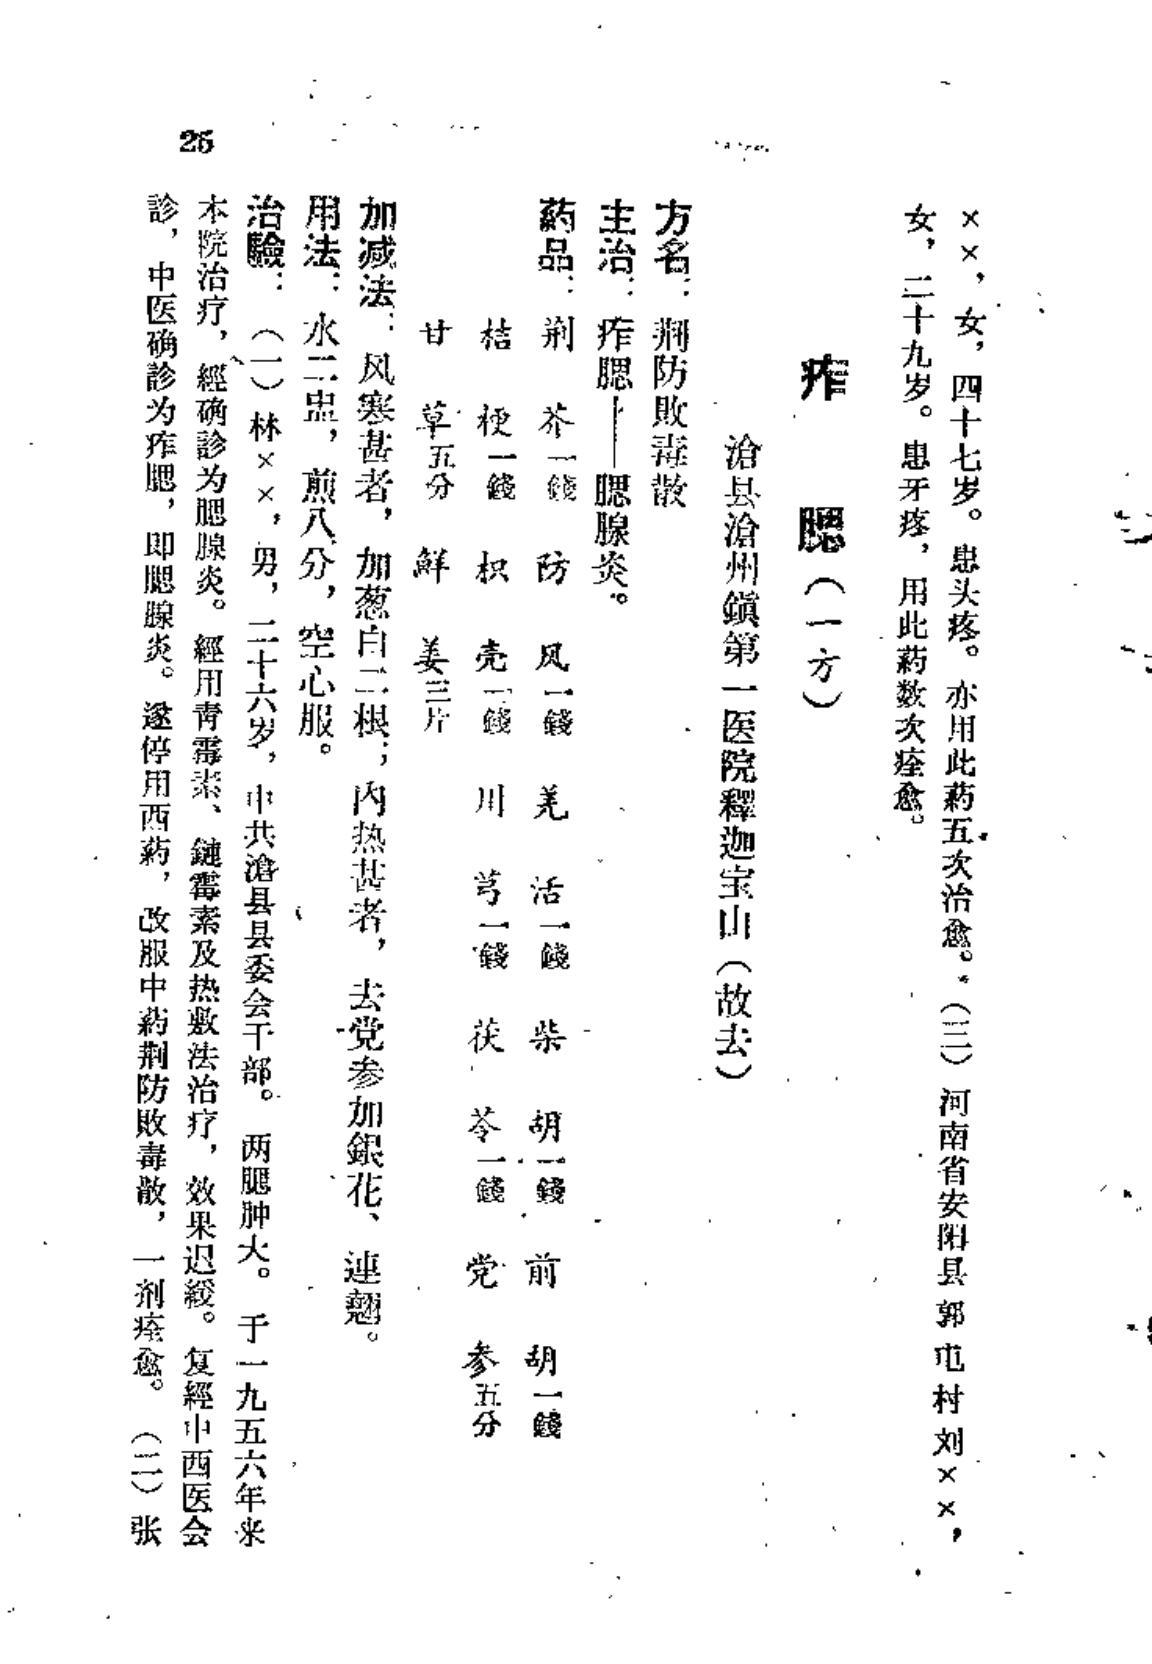 ××，女，四十七岁。患头疼。亦用此药五次治愈。（三）河南省安阳县郭屯村刘××，
女，二十九岁。患牙疼，用此药数次痊愈。
痄腮（一方）
滄县滄州鎮第一医院釋迦宝山（故去）
方名：荆防敗毒散
主治：痄腮——腮腺炎。
药品：荆芥一錢 防风一錢 羌活一錢 柴胡一錢 前胡一錢
桔梗一錢 枳壳一錢 川芎一錢 茯苓一錢 党参五分
甘草五分 鮮姜三片
加减法：风寒甚者，加葱白二根；內热甚者，去党参加銀花、連翹。
用法：水二盅，煎八分，空心服。
治驗：（一）林××，男，二十六岁，中共滄县县委会干部。两腮肿大。于一九五六年来
本院治疗，經确診为腮腺炎。經用青霉素、鏈霉素及热敷法治疗，效果迟緩。复經中西医会
診，中医确診为痄腮，即腮腺炎。遂停用西药，改服中药荆防敗毒散，一剂痊愈。（二）张
25